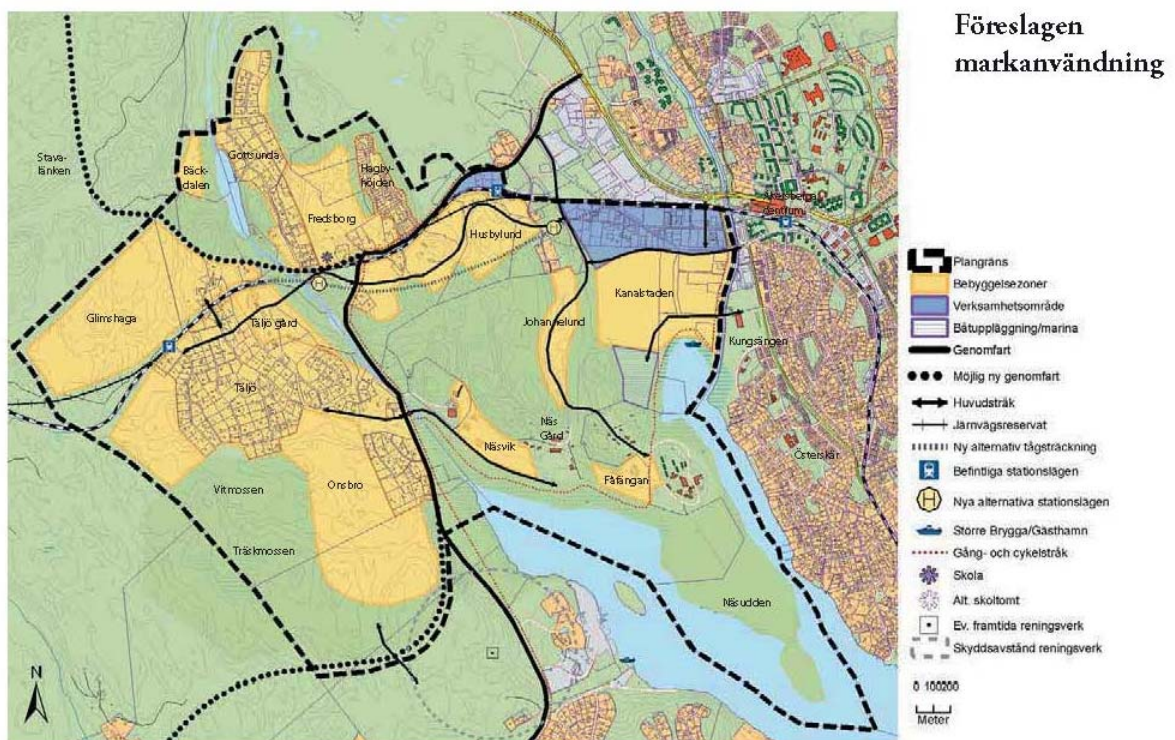 Föreslagen
markanvändning
Stava-
länken
Bäck-
dalen
Gottsunda
Hagby-
höjden
Fredsborg
Husbylund
Åkersberga
centrum
Glimshaga
Täljö gård
Johannelund
Kanalstaden
Kungsängen
Täljö
Näs
Gård
Näsvik
Österskär
Fåfängan
Vitmossen
Onsbro
Träskmossen
Näsudden
N
Plangräns
Bebyggelsezoner
Verksamhetsområde
Båtuppläggning/marina
Genomfart
Möjlig ny genomfart
Huvudstråk
Järnvägsreservat
Ny alternativ tågsträckning
Befintliga stationslägen
H
Nya alternativa stationslägen
Större Brygga/Gästhamn
Gång- och cykelstråk
Skola
Alt. skoltomt
Ev. framtida reningsverk
Skyddsavstånd reningsverk
0 100200
Meter